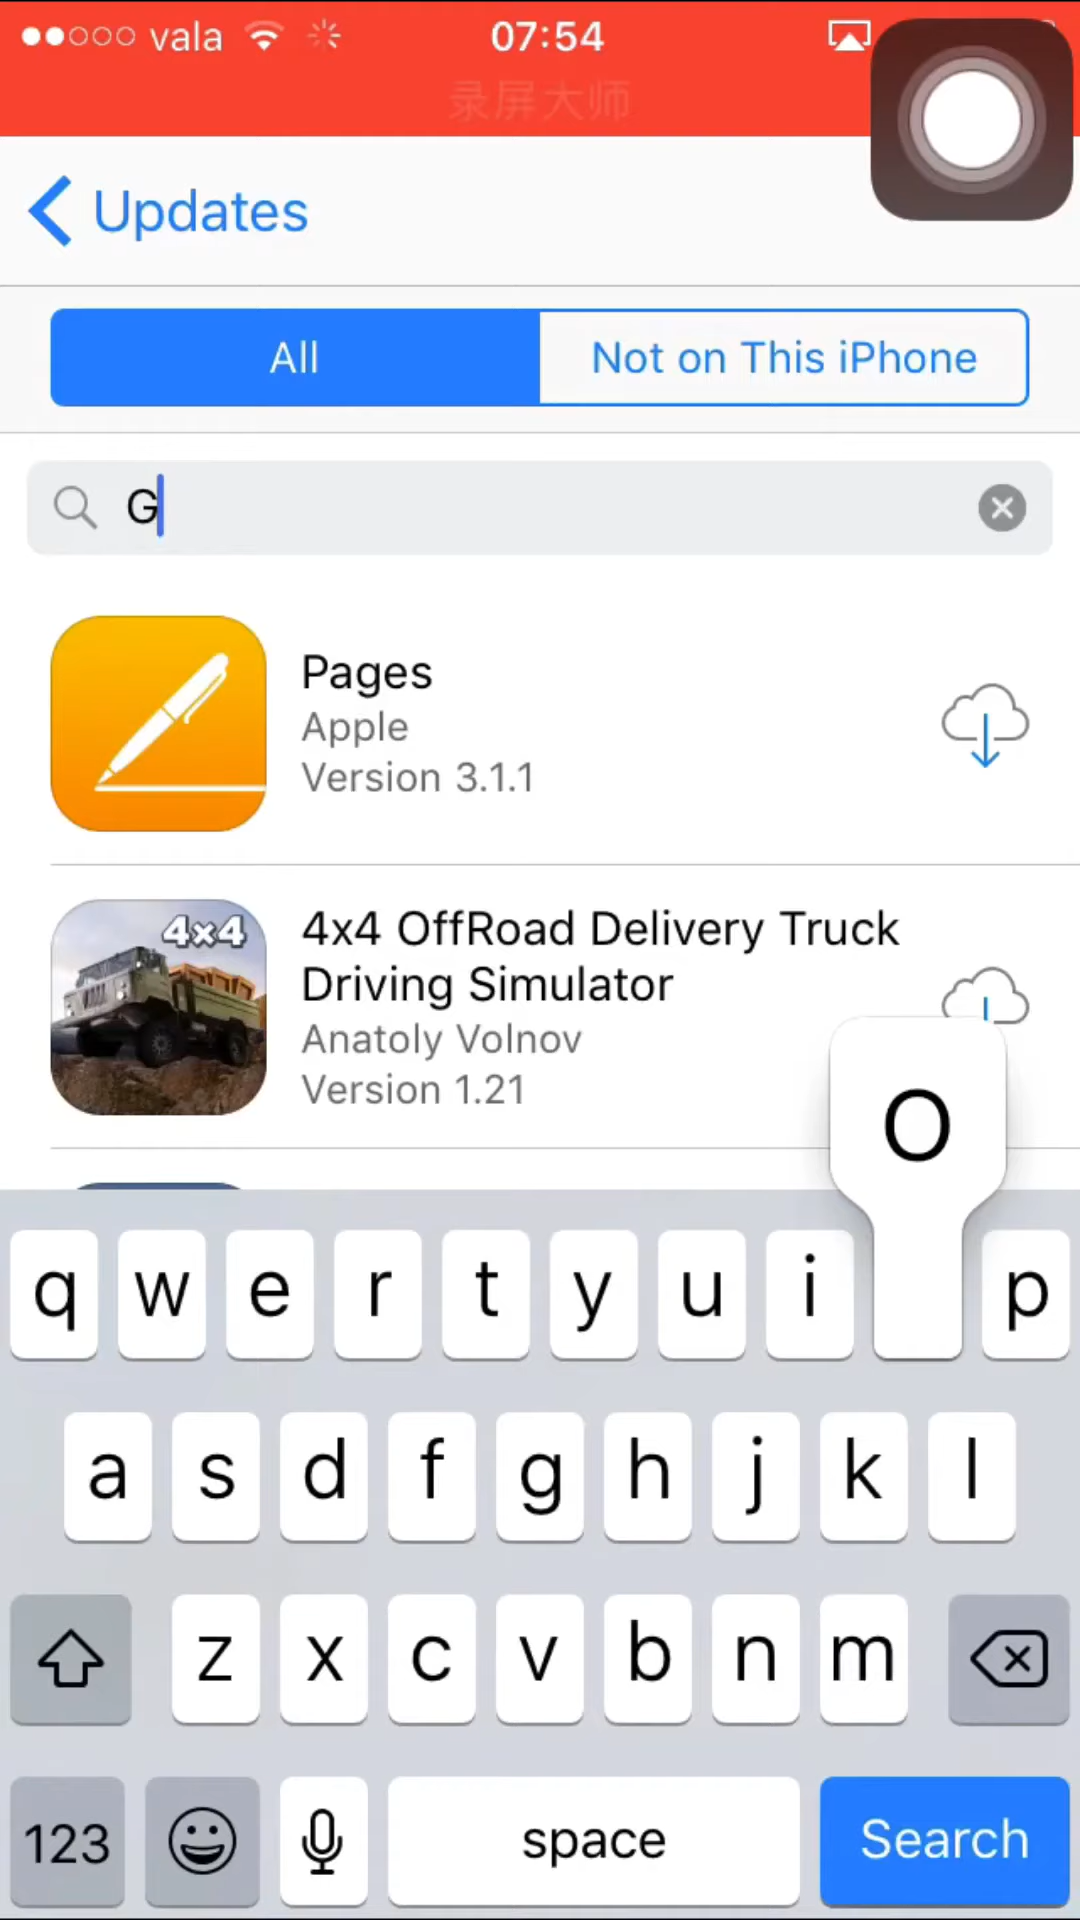 vala 07:54
录屏大师
Updates
All Not on This iPhone
G
Pages
Apple
Version 3.1.1
4x4
4x4 OffRoad Delivery Truck
Driving Simulator
Anatoly Volnov
Version 1.21
o
q w e r t y u i p
a s d f g h j k l
z x c v b n m
123 space Search